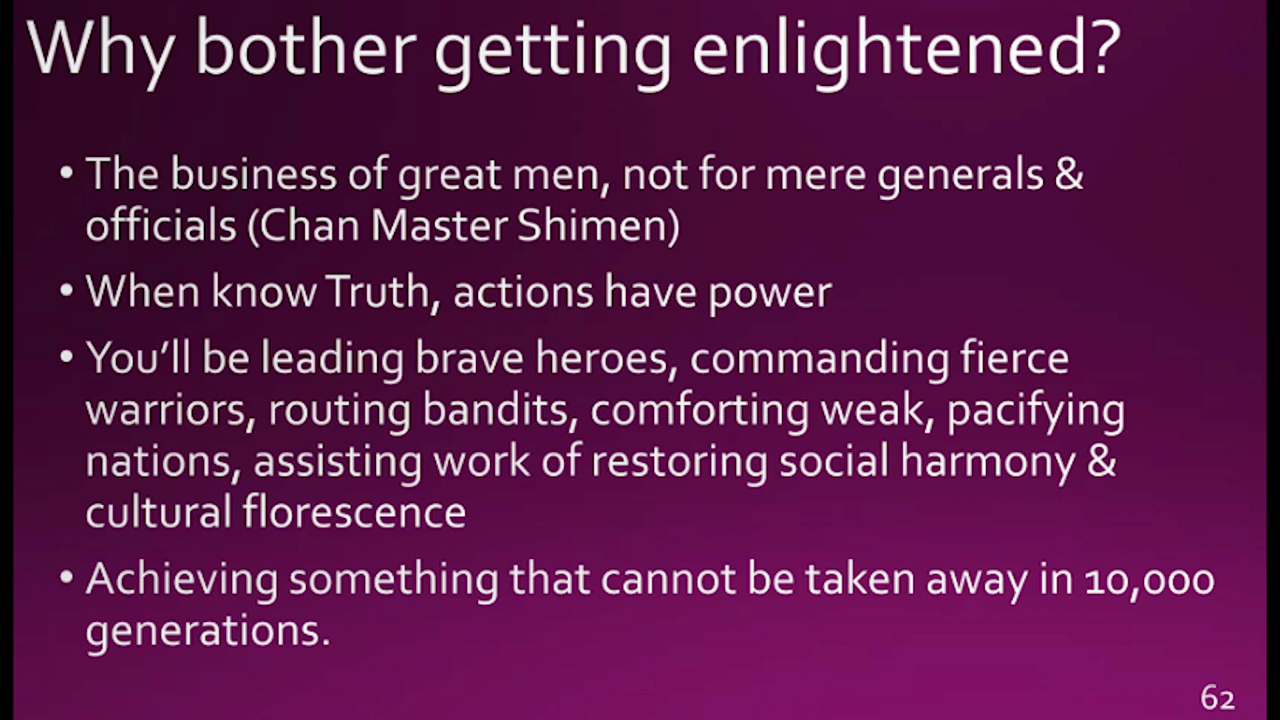 Why bother getting enlightened?
• The business of great men, not for mere generals &
officials (Chan Master Shimen)
• When know Truth, actions have power
• You’ll be leading brave heroes, commanding fierce
warriors, routing bandits, comforting weak, pacifying
nations, assisting work of restoring social harmony &
cultural florescence
• Achieving something that cannot be taken away in 10,000
generations.
62